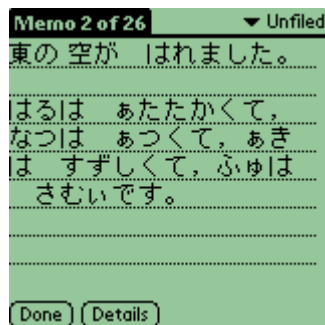 Memo 2 of 26 ▼ Unfiled
東の 空が　はれました。
はるは　ぁたたかくて，
なつは　ぁつくて，ぁき
は　すずしくて，ふゅは
　さむぃです。
Done Details